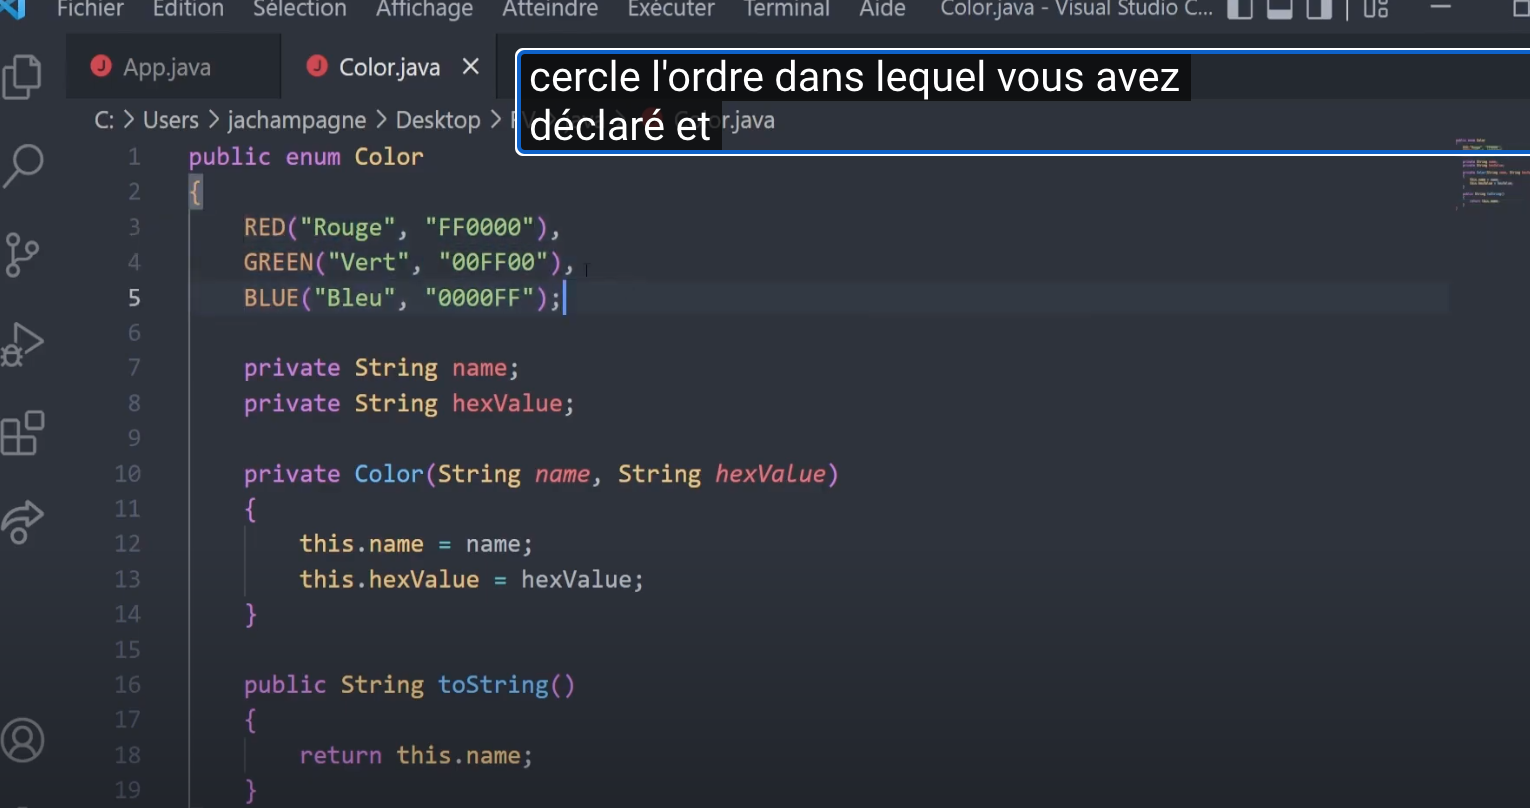 Fichier Edition Sélection Affichage Atteindre Exécuter Terminal Aide Color.java - Visual Studio C...
App.java Color.java
cercle l'ordre dans lequel vous avez
déclaré et
C: > Users > jachampagne > Desktop > Color.java
1 public enum Color
2 {
3 RED("Rouge", "FF0000"),
4 GREEN("Vert", "00FF00"),
5 BLUE("Bleu", "0000FF");
6
7 private String name;
8 private String hexValue;
9
10 private Color(String name, String hexValue)
11 {
12 this.name = name;
13 this.hexValue = hexValue;
14 }
15
16 public String toString()
17 {
18 return this.name;
19 }